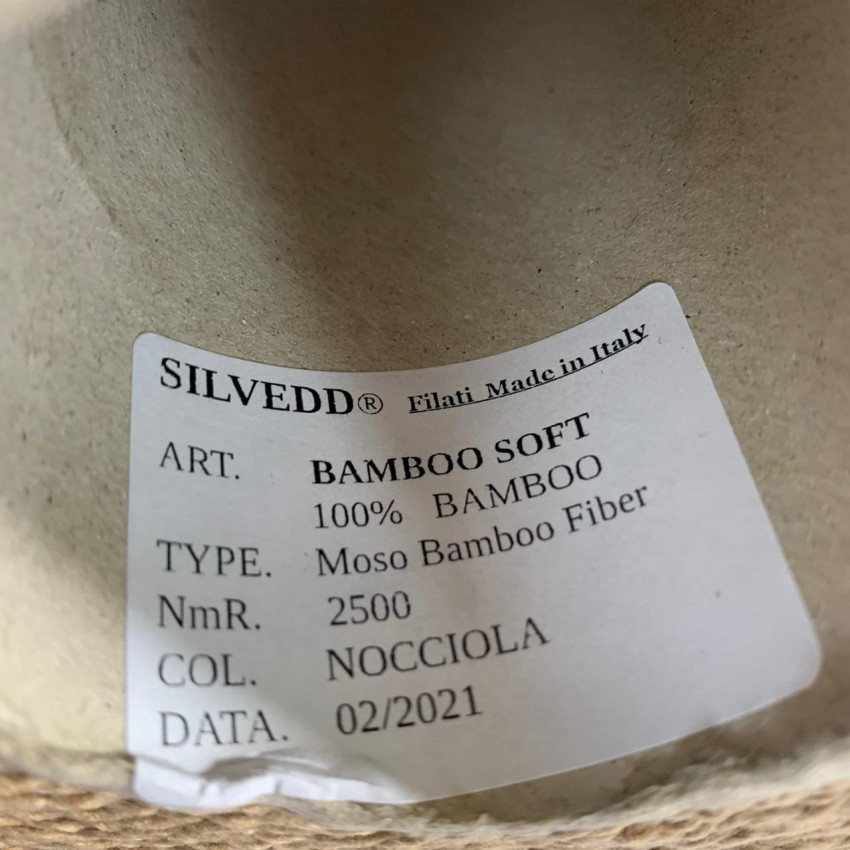 SILVEDD® Filati Made in Italy
ART. BAMBOO SOFT
100% BAMBOO
TYPE. Moso Bamboo Fiber
NmR. 2500
COL. NOCCIOLA
DATA. 02/2021